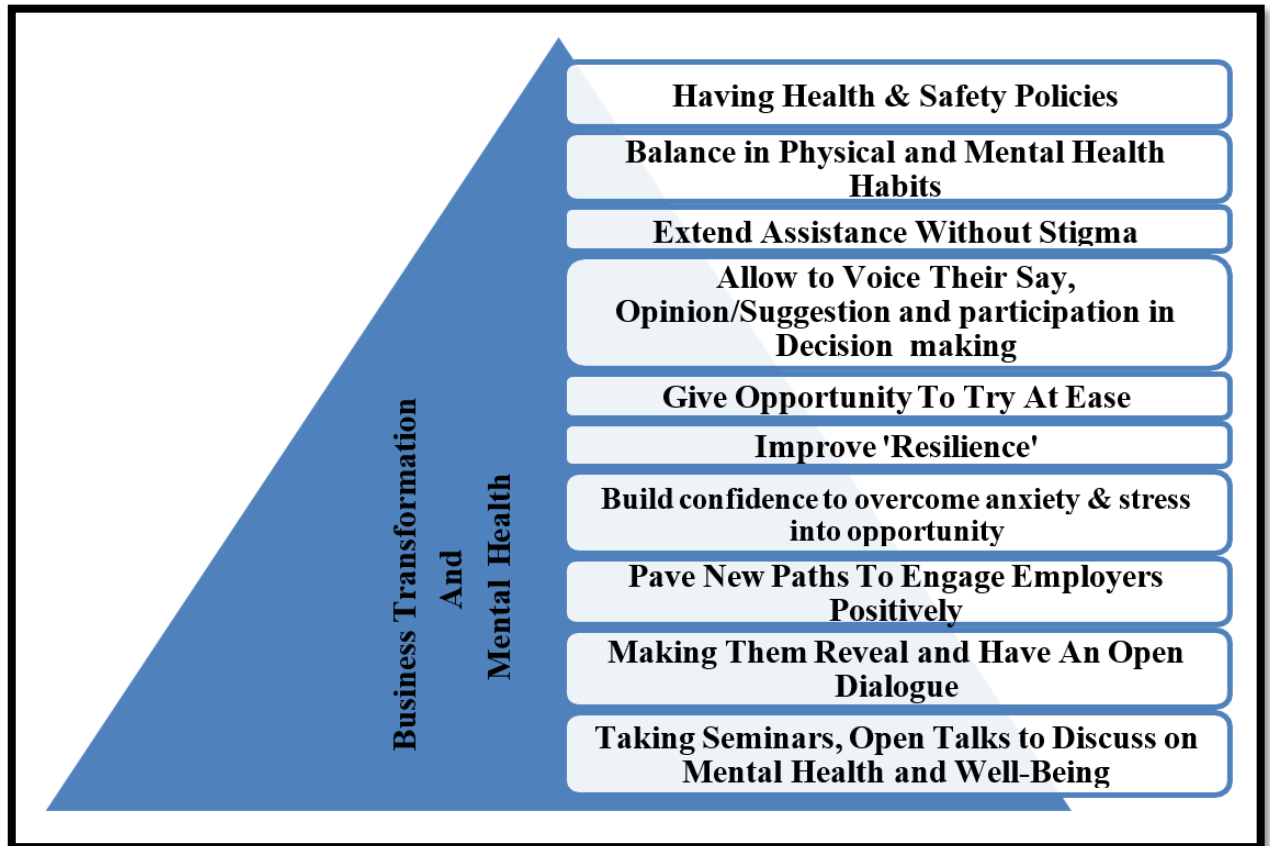 Having Health & Safety Policies
Balance in Physical and Mental Health
Habits
Extend Assistance Without Stigma
Allow to Voice Their Say,
Opinion/Suggestion and participation in
Decision making
Give Opportunity To Try At Ease
Improve 'Resilience'
Build confidence to overcome anxiety & stress
into opportunity
Pave New Paths To Engage Employers
Positively
Making Them Reveal and Have An Open
Dialogue
Taking Seminars, Open Talks to Discuss on
Mental Health and Well-Being
Business Transformation
And
Mental Health